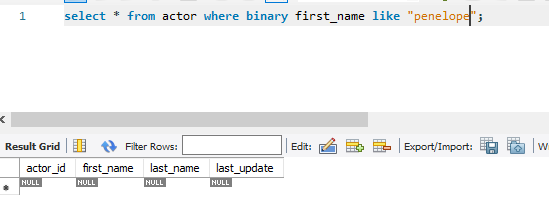 1 select * from actor where binary first_name like "penelope";
Result Grid Filter Rows: Edit: Export/Import:
actor_id first_name last_name last_update
NULL NULL NULL NULL